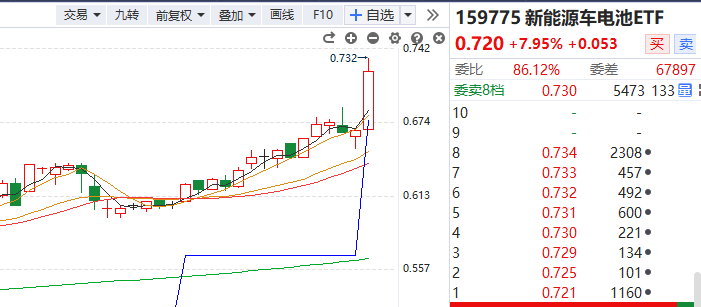 交易 九转 前复权 叠加 画线 F10 自选
0.742
0.732
0.674
0.613
0.557
159775 新能源车电池ETF
0.720 +7.95% +0.053 买 卖
委比 86.12% 委差 67897
委卖8档 0.730 5473 133 量
10 - -
9 - -
8 0.734 2308
7 0.733 457
6 0.732 492
5 0.731 600
4 0.730 221
3 0.729 134
2 0.725 101
1 0.721 1160